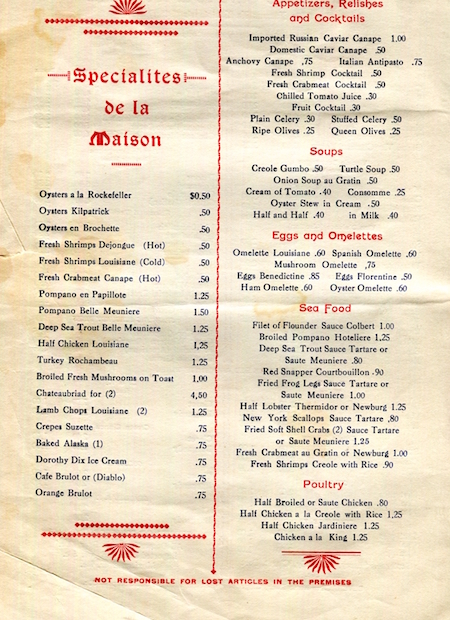 Specialites
de la
Maison
Oysters a la Rockefeller $0.50
Oysters Kilpatrick .50
Oysters en Brochette .50
Fresh Shrimps Dejongue (Hot) .50
Fresh Shrimps Louisiane (Cold) .50
Fresh Crabmeat Canape (Hot) .50
Pompano en Papillote 1.25
Pompano Belle Meuniere 1.50
Deep Sea Trout Belle Meuniere 1.25
Half Chicken Louisiane 1,25
Turkey Rochambeau 1.25
Broiled Fresh Mushrooms on Toast 1,00
Chateaubriad for (2) 4,50
Lamb Chops Louisiane (2) 1.25
Crepes Suzette .75
Baked Alaska (1) .75
Dorothy Dix Ice Cream .75
Cafe Brulot or (Diablo) .75
Orange Brulot .75
Appetizers, Relishes
and Cocktails
Imported Russian Caviar Canape 1.00
Domestic Caviar Canape .50
Anchovy Canape .75 Italian Antipasto .75
Fresh Shrimp Cocktail .50
Fresh Crabmeat Cocktail .50
Chilled Tomato Juice .30
Fruit Cocktail .30
Plain Celery .30 Stuffed Celery .50
Ripe Olives .25 Queen Olives .25
Soups
Creole Gumbo .50 Turtle Soup .50
Onion Soup au Gratin .50
Cream of Tomato .40 Consomme .25
Oyster Stew in Cream .50
Half and Half .40 in Milk .40
Eggs and Omelettes
Omelette Louisiane .60 Spanish Omelette .60
Mushroom Omelette ,75
Eggs Benedictine .85 Eggs Florentine .50
Ham Omelette .60 Oyster Omelette .60
Sea Food
Filet of Flounder Sauce Colbert 1.00
Broiled Pompano Hoteliere 1.25
Deep Sea Trout Sauce Tartare or
Saute Meuniere .80
Red Snapper Courtbouillon .90
Fried Frog Legs Sauce Tartare or
Saute Meuniere 1.00
Half Lobster Thermidor or Newburg 1.25
New York Scallops Sauce Tartare .80
Fried Soft Shell Crabs (2) Sauce Tartare
or Saute Meuniere 1,25
Fresh Crabmeat au Gratin or Newburg 1.00
Fresh Shrimps Creole with Rice .90
Poultry
Half Broiled or Saute Chicken .80
Half Chicken a la Creole with Rice 1,25
Half Chicken Jardiniere 1.25
Chicken a la King 1.25
NOT RESPONSIBLE FOR LOST ARTICLES IN THE PREMISES